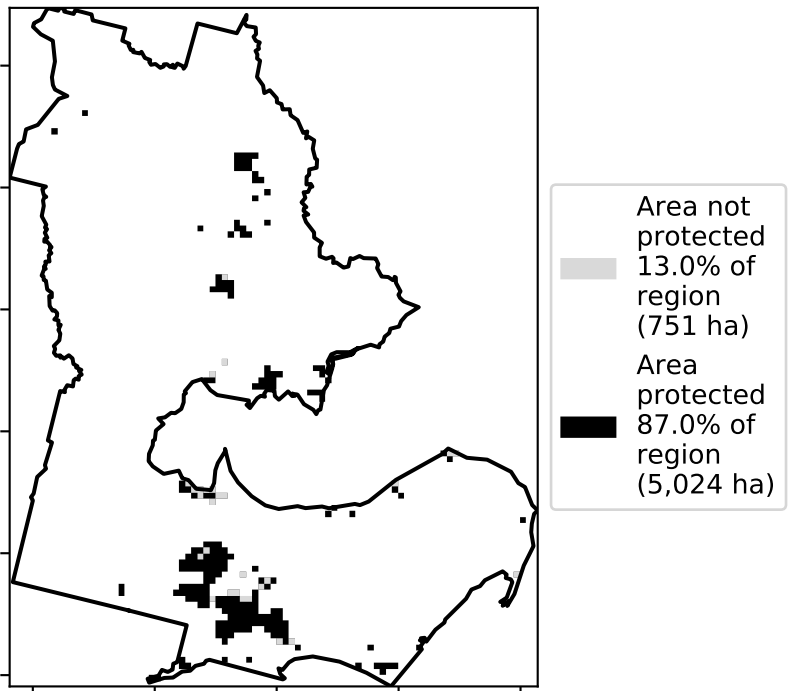 Area not
protected
13.0% of
region
(751 ha)
Area
protected
87.0% of
region
(5,024 ha)